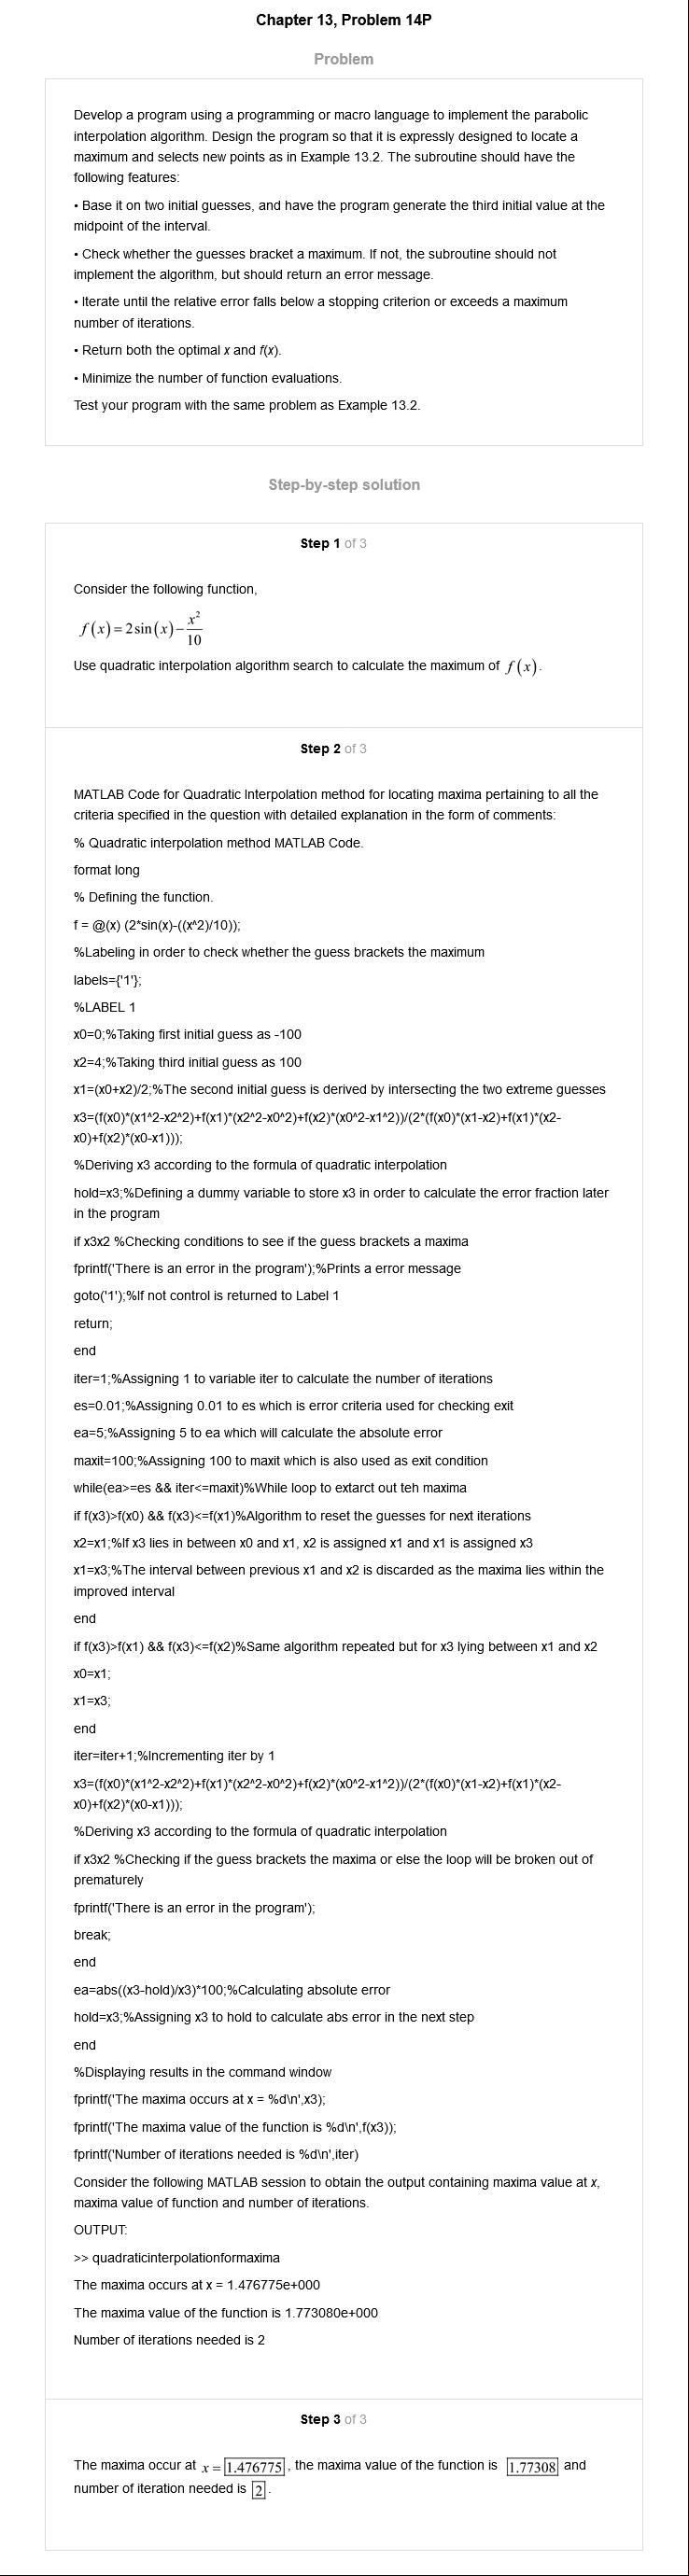 Chapter 13, Problem 14P
Problem
Develop a program using a programming or macro language to implement the parabolic
interpolation algorithm. Design the program so that it is expressly designed to locate a
maximum and selects new points as in Example 13.2. The subroutine should have the
following features:
• Base it on two initial guesses, and have the program generate the third initial value at the
midpoint of the interval.
• Check whether the guesses bracket a maximum. If not, the subroutine should not
implement the algorithm, but should return an error message.
• Iterate until the relative error falls below a stopping criterion or exceeds a maximum
number of iterations.
• Return both the optimal x and f(x).
• Minimize the number of function evaluations.
Test your program with the same problem as Example 13.2.
Step-by-step solution
Step 1 of 3
Consider the following function,
f(x)=2sin(x)-x²/10
Use quadratic interpolation algorithm search to calculate the maximum of f(x).
Step 2 of 3
MATLAB Code for Quadratic Interpolation method for locating maxima pertaining to all the
criteria specified in the question with detailed explanation in the form of comments:
% Quadratic interpolation method MATLAB Code.
format long
% Defining the function.
f = @(x) (2*sin(x)-((x^2)/10));
%Labeling in order to check whether the guess brackets the maximum
labels={'1'};
%LABEL 1
x0=0;%Taking first initial guess as -100
x2=4;%Taking third initial guess as 100
x1=(x0+x2)/2;%The second initial guess is derived by intersecting the two extreme guesses
x3=(f(x0)*(x1^2-x2^2)+f(x1)*(x2^2-x0^2)+f(x2)*(x0^2-x1^2))/(2*(f(x0)*(x1-x2)+f(x1)*(x2-
x0)+f(x2)*(x0-x1)));
%Deriving x3 according to the formula of quadratic interpolation
hold=x3;%Defining a dummy variable to store x3 in order to calculate the error fraction later
in the program
if x3x2 %Checking conditions to see if the guess brackets a maxima
fprintf('There is an error in the program');%Prints a error message
goto('1');%If not control is returned to Label 1
return;
end
iter=1;%Assigning 1 to variable iter to calculate the number of iterations
es=0.01;%Assigning 0.01 to es which is error criteria used for checking exit
ea=5;%Assigning 5 to ea which will calculate the absolute error
maxit=100;%Assigning 100 to maxit which is also used as exit condition
while(ea>=es && iter<=maxit)%While loop to extarct out teh maxima
if f(x3)>f(x0) && f(x3)<=f(x1)%Algorithm to reset the guesses for next iterations
x2=x1;%If x3 lies in between x0 and x1, x2 is assigned x1 and x1 is assigned x3
x1=x3;%The interval between previous x1 and x2 is discarded as the maxima lies within the
improved interval
end
if f(x3)>f(x1) && f(x3)<=f(x2)%Same algorithm repeated but for x3 lying between x1 and x2
x0=x1;
x1=x3;
end
iter=iter+1;%Incrementing iter by 1
x3=(f(x0)*(x1^2-x2^2)+f(x1)*(x2^2-x0^2)+f(x2)*(x0^2-x1^2))/(2*(f(x0)*(x1-x2)+f(x1)*(x2-
x0)+f(x2)*(x0-x1)));
%Deriving x3 according to the formula of quadratic interpolation
if x3x2 %Checking if the guess brackets the maxima or else the loop will be broken out of
prematurely
fprintf('There is an error in the program');
break;
end
ea=abs((x3-hold)/x3)*100;%Calculating absolute error
hold=x3;%Assigning x3 to hold to calculate abs error in the next step
end
%Displaying results in the command window
fprintf('The maxima occurs at x = %d\n',x3);
fprintf('The maxima value of the function is %d\n',f(x3));
fprintf('Number of iterations needed is %d\n',iter)
Consider the following MATLAB session to obtain the output containing maxima value at x,
maxima value of function and number of iterations.
OUTPUT:
>> quadraticinterpolationformaxima
The maxima occurs at x = 1.476775e+000
The maxima value of the function is 1.773080e+000
Number of iterations needed is 2
Step 3 of 3
The maxima occur at x = 1.476775, the maxima value of the function is 1.77308 and
number of iteration needed is 2.